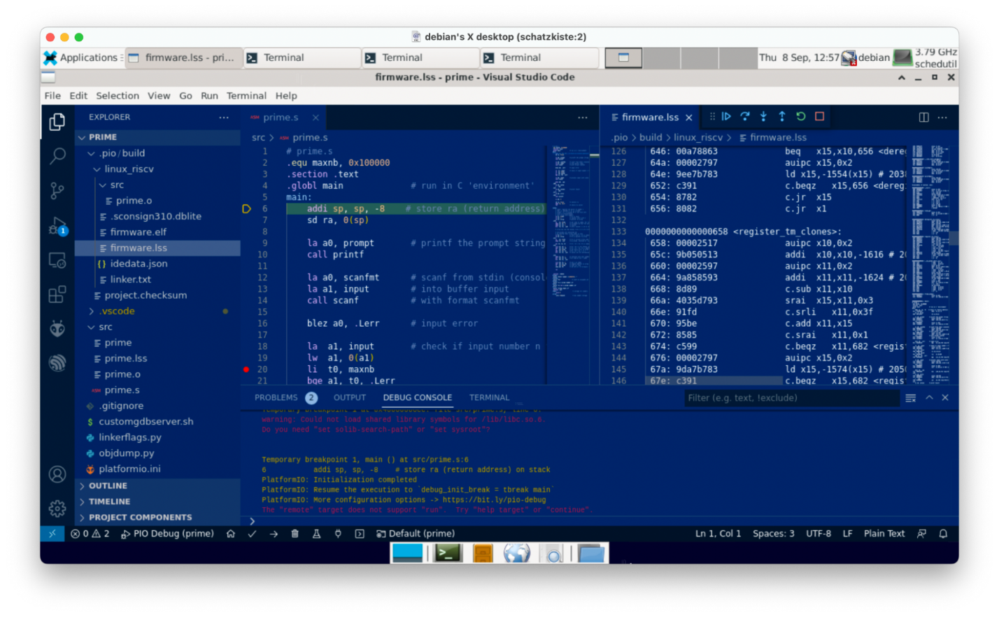 debian's X desktop (schatzkiste:2)
Applications
firmware.lss - pri...
Terminal
Terminal
Terminal
Thu 8 Sep, 12:57
debian
3.79 GHz
schedutil
firmware.lss - prime - Visual Studio Code
File Edit Selection View Go Run Terminal Help
EXPLORER
PRIME
.pio/build
linux_riscv
src
prime.o
.sconsign310.dblite
firmware.elf
firmware.lss
{} idedata.json
linker.txt
project.checksum
.vscode
src
prime
prime.lss
prime.o
prime.s
.gitignore
$ customgdbserver.sh
linkerflags.py
objdump.py
platformio.ini
OUTLINE
TIMELINE
PROJECT COMPONENTS
1
prime.s
src > prime.s
1 # prime.s
2 .equ maxnb, 0x100000
3 .section .text
4 .globl main # run in C 'environment'
5 main:
6 addi sp, sp, -8 # store ra (return address)
7 sd ra, 0(sp)
8
9 la a0, prompt # printf the prompt string
10 call printf
11
12 la a0, scanfmt # scanf from stdin (consol
13 la a1, input # into buffer input
14 call scanf # with format scanfmt
15
16 blez a0, .Lerr # input error
17
18 la a1, input # check if input number n
19 lw a1, 0(a1)
20 li t0, maxnb
21 bge a1, t0, .Lerr
firmware.lss
.pio > build > linux_riscv > firmware.lss
126 646: 00a78863 beq x15,x10,656 <dere
127 64a: 00002797 auipc x15,0x2
128 64e: 9ee7b783 ld x15,-1554(x15) # 203
129 652: c391 c.beqz x15,656 <dereg
130 654: 8782 c.jr x15
131 656: 8082 c.jr x1
132
133 0000000000000658 <register_tm_clones>:
134 658: 00002517 auipc x10,0x2
135 65c: 9b050513 addi x10,x10,-1616 # 20
136 660: 00002597 auipc x11,0x2
137 664: 9a858593 addi x11,x11,-1624 # 20
138 668: 8d89 c.sub x11,x10
139 66a: 4035d793 srai x15,x11,0x3
140 66e: 91fd c.srli x11,0x3f
141 670: 95be c.add x11,x15
142 672: 8585 c.srai x11,0x1
143 674: c599 c.beqz x11,682 <regis
144 676: 00002797 auipc x15,0x2
145 67a: 9da7b783 ld x15,-1574(x15) # 205
146 67e: c391 c.beqz x15,682 <regis
PROBLEMS 2 OUTPUT DEBUG CONSOLE TERMINAL
Filter (e.g. text, !exclude)
warning: Could not load shared library symbols for /lib/libc.so.6.
Do you need "set solib-search-path" or "set sysroot"?
Temporary breakpoint 1, main () at src/prime.s:6
6 addi sp, sp, -8 # store ra (return address) on stack
PlatformIO: Initialization completed
PlatformIO: Resume the execution to `debug_init_break = tbreak main`
PlatformIO: More configuration options -> https://bit.ly/pio-debug
The "remote" target does not support "run". Try "help target" or "continue".
0 2 PIO Debug (prime) Default (prime) Ln 1, Col 1 Spaces: 3 UTF-8 LF Plain Text